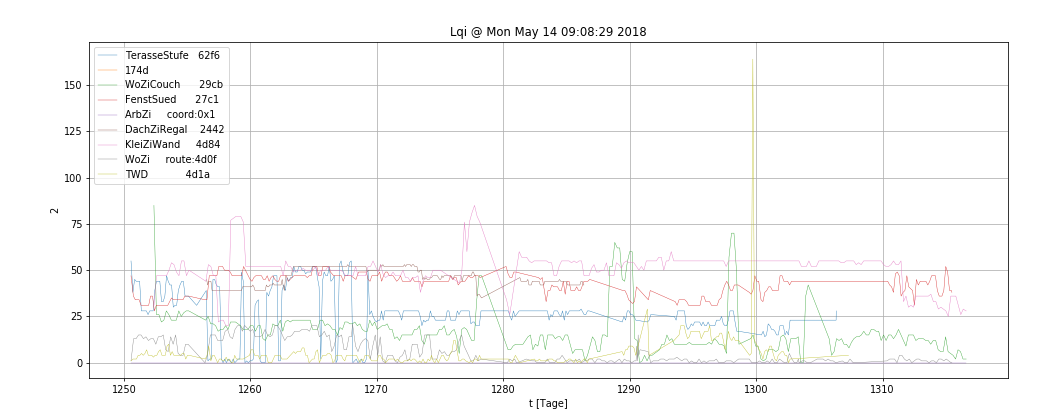 Lqi @ Mon May 14 09:08:29 2018
TerasseStufe 62f6
174d
WoZiCouch 29cb
FenstSued 27c1
ArbZi coord:0x1
DachZiRegal 2442
KleiZiWand 4d84
WoZi route:4d0f
TWD 4d1a
150
125
100
75
50
25
0
2
1250 1260 1270 1280 1290 1300 1310
t [Tage]